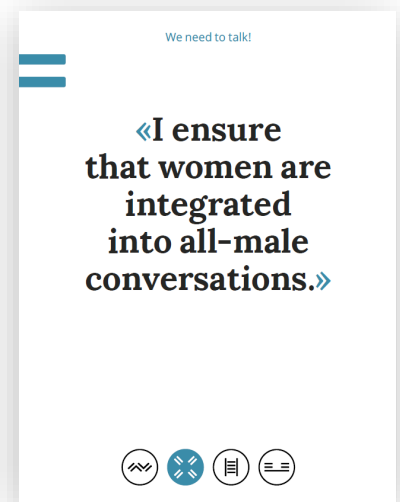 We need to talk!
«I ensure
that women are
integrated
into all-male
conversations.»